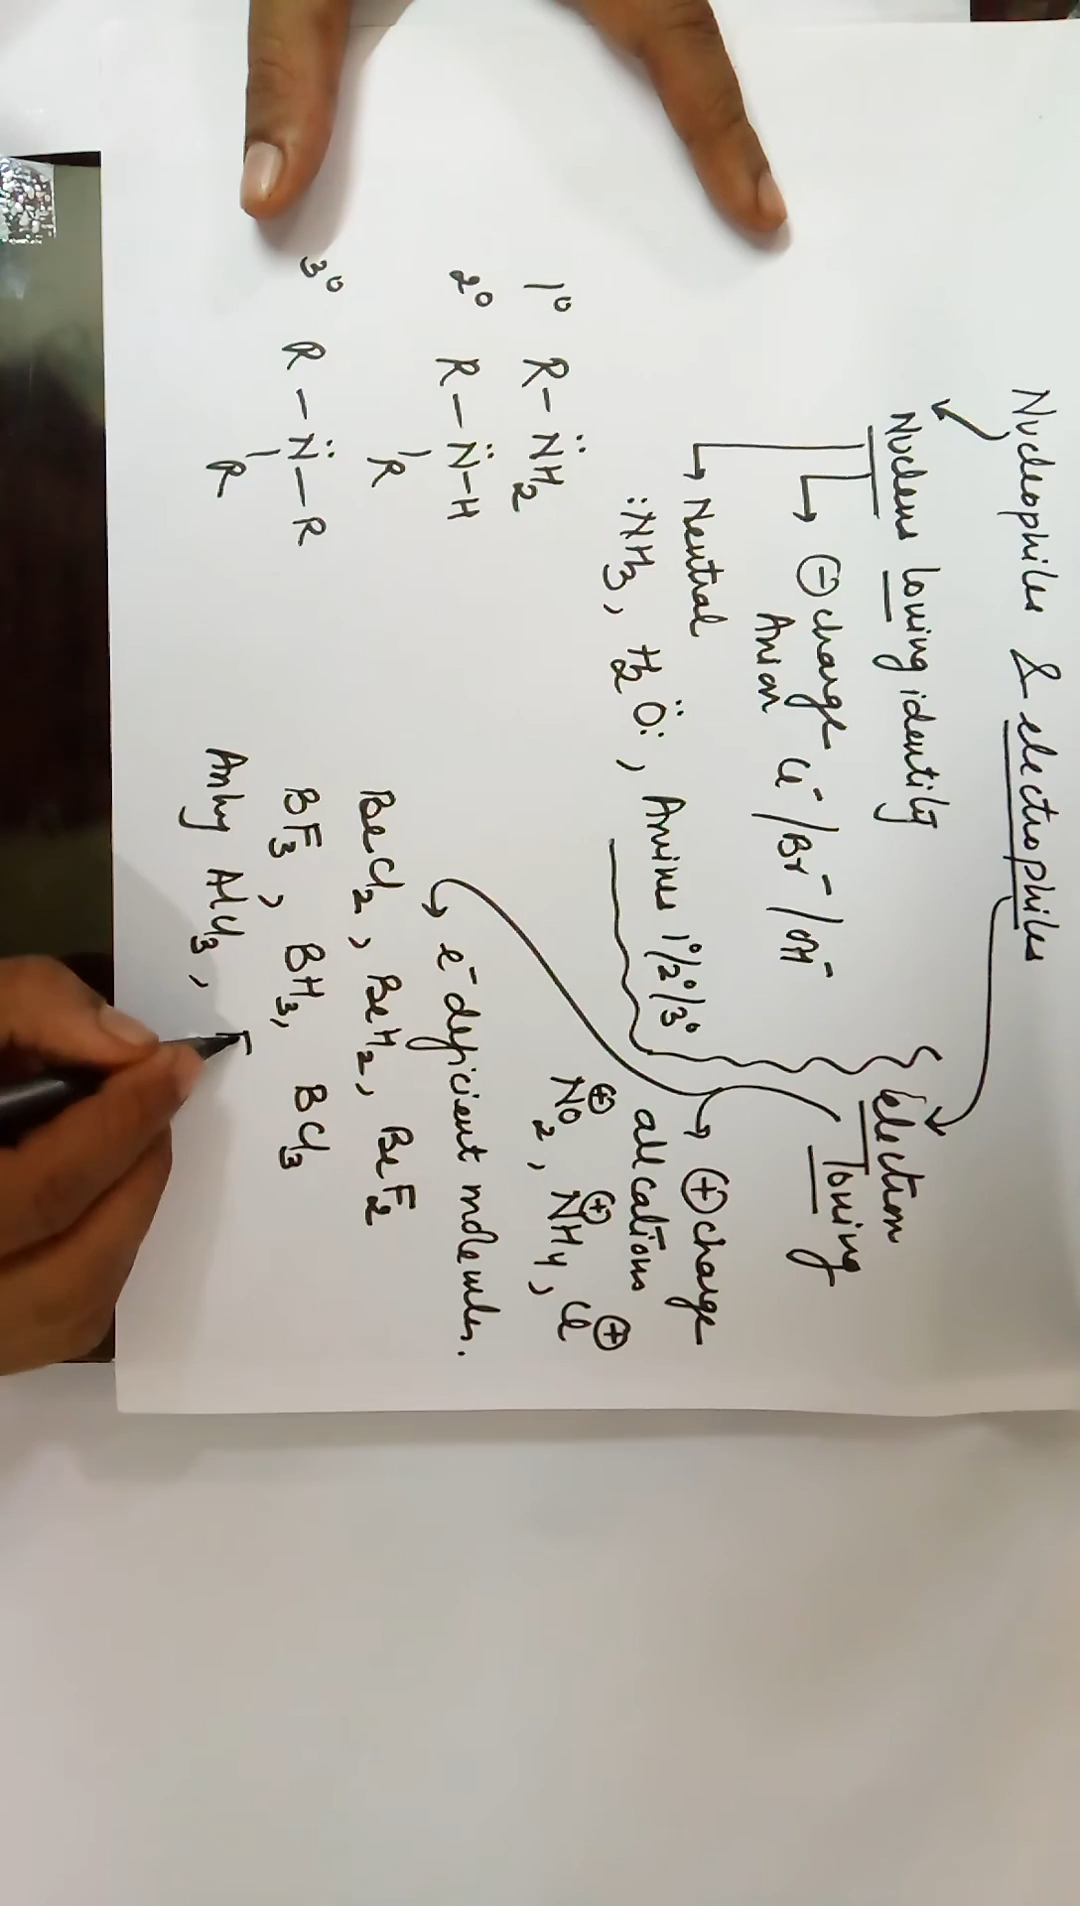 Nucleophiles & electrophiles
Nucleus loving identity
⊖ charge Cl⁻/Br⁻/OH⁻
Anion
Neutral
:NH₃, H₂Ö:, Amines 1°/2°/3°
1° R–N̈H₂
2° R–N̈–H
R
3° R–N̈–R
R
Electron
loving
⊕ charge
all cations
N⊕O₂, N⊕H₄, Cl⊕
e⁻ deficient molecules.
BeCl₂, BeH₂, BeF₂
BF₃, BH₃, BCl₃
Anhy AlCl₃, F